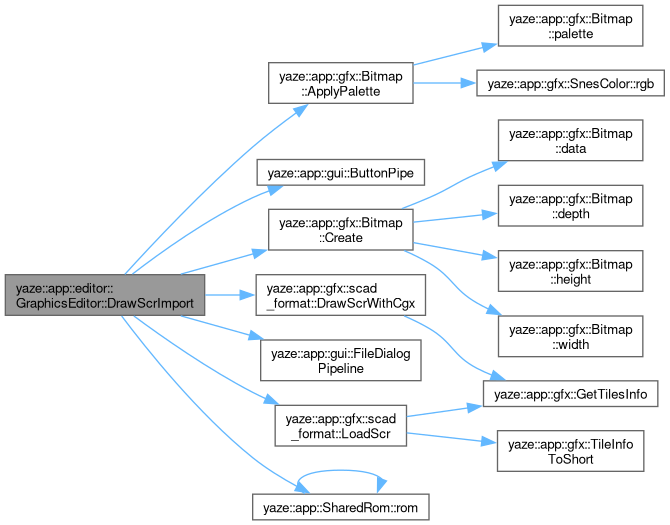 yaze::app::editor::
GraphicsEditor::DrawScrImport
yaze::app::gfx::Bitmap
::ApplyPalette
yaze::app::gui::ButtonPipe
yaze::app::gfx::Bitmap
::Create
yaze::app::gfx::scad
_format::DrawScrWithCgx
yaze::app::gui::FileDialog
Pipeline
yaze::app::gfx::scad
_format::LoadScr
yaze::app::SharedRom::rom
yaze::app::gfx::Bitmap
::palette
yaze::app::gfx::SnesColor::rgb
yaze::app::gfx::Bitmap
::data
yaze::app::gfx::Bitmap
::depth
yaze::app::gfx::Bitmap
::height
yaze::app::gfx::Bitmap
::width
yaze::app::gfx::GetTilesInfo
yaze::app::gfx::TileInfo
ToShort